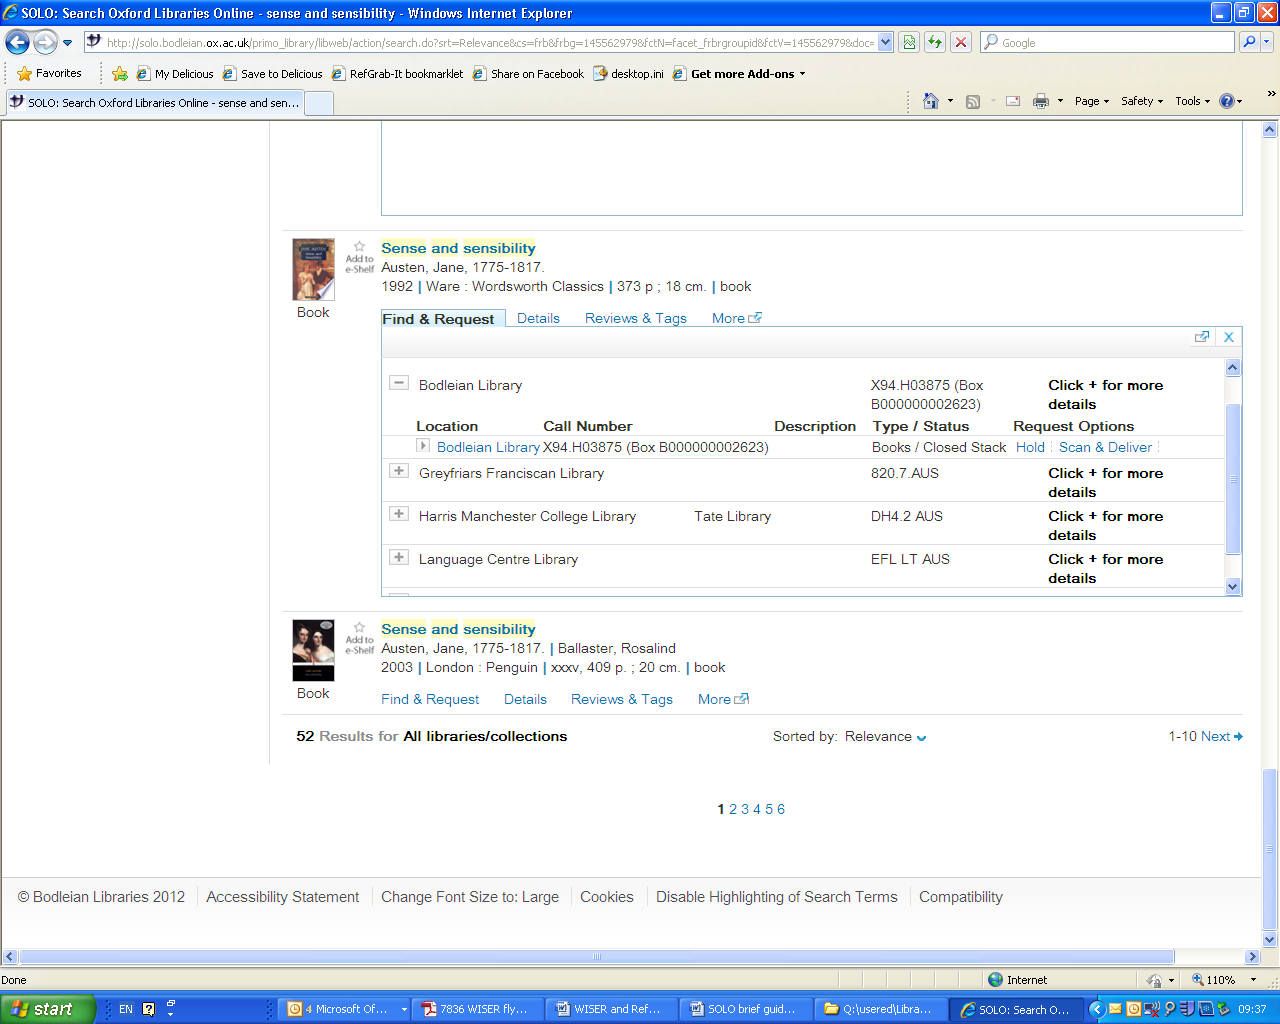 SOLO: Search Oxford Libraries Online - sense and sensibility - Windows Internet Explorer
http://solo.bodleian.ox.ac.uk/primo_library/libweb/action/search.do?srt=Relevance&cs=frb&frbg=145562979&fctN=facet_frbrgroupid&fctV=145562979&doc=
Google
Favorites
My Delicious
Save to Delicious
RefGrab-It bookmarklet
Share on Facebook
desktop.ini
Get more Add-ons
SOLO: Search Oxford Libraries Online - sense and sen...
Page
Safety
Tools
Sense and sensibility
Add to e-Shelf
Austen, Jane, 1775-1817.
1992 | Ware : Wordsworth Classics | 373 p ; 18 cm. | book
Book
Find & Request Details Reviews & Tags More
Bodleian Library X94.H03875 (Box B000000002623) Click + for more details
Location Call Number Description Type / Status Request Options
Bodleian Library X94.H03875 (Box B000000002623) Books / Closed Stack Hold Scan & Deliver
Greyfriars Franciscan Library 820.7.AUS Click + for more details
Harris Manchester College Library Tate Library DH4.2 AUS Click + for more details
Language Centre Library EFL LT AUS Click + for more details
Sense and sensibility
Add to e-Shelf
Austen, Jane, 1775-1817. | Ballaster, Rosalind
2003 | London : Penguin | xxxv, 409 p. ; 20 cm. | book
Book
Find & Request Details Reviews & Tags More
52 Results for All libraries/collections Sorted by: Relevance 1-10 Next
1 2 3 4 5 6
© Bodleian Libraries 2012 Accessibility Statement Change Font Size to: Large Cookies Disable Highlighting of Search Terms Compatibility
Done Internet 110%
start EN 4 Microsoft Of... 7836 WISER fly... WISER and Ref... SOLO brief guid... Q:\usered\Libra... SOLO: Search O... 09:37